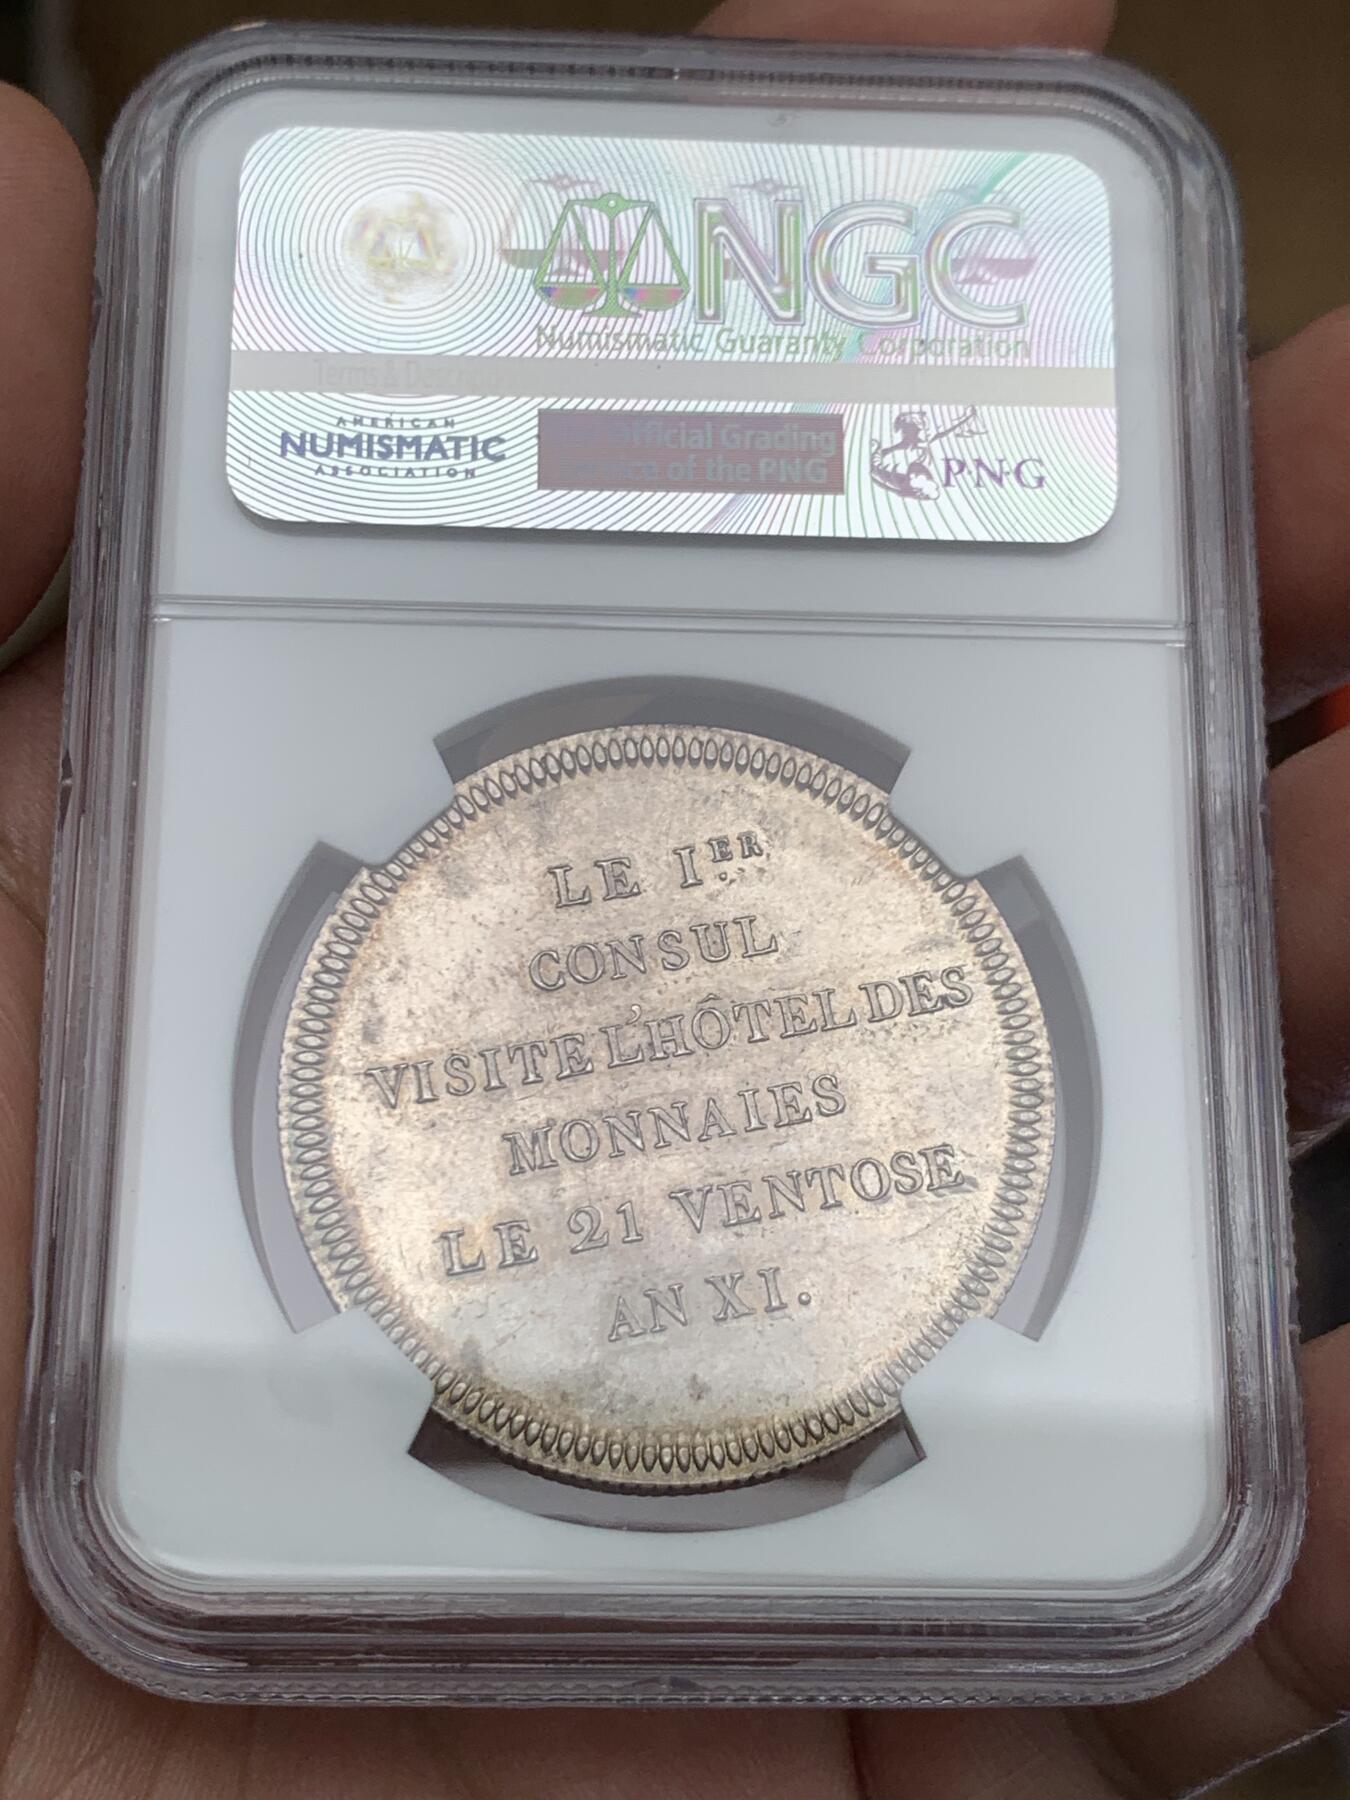 NGC
Numismatic Guaranty Corporation
Terms &
AMERICAN
NUMISMATIC
ASSOCIATION
Official Grading
Service of the PNG
P·N·G
LE IER
CONSUL
VISITE L'HÔTEL DES
MONNAIES
LE 21 VENTOSE
AN XI.